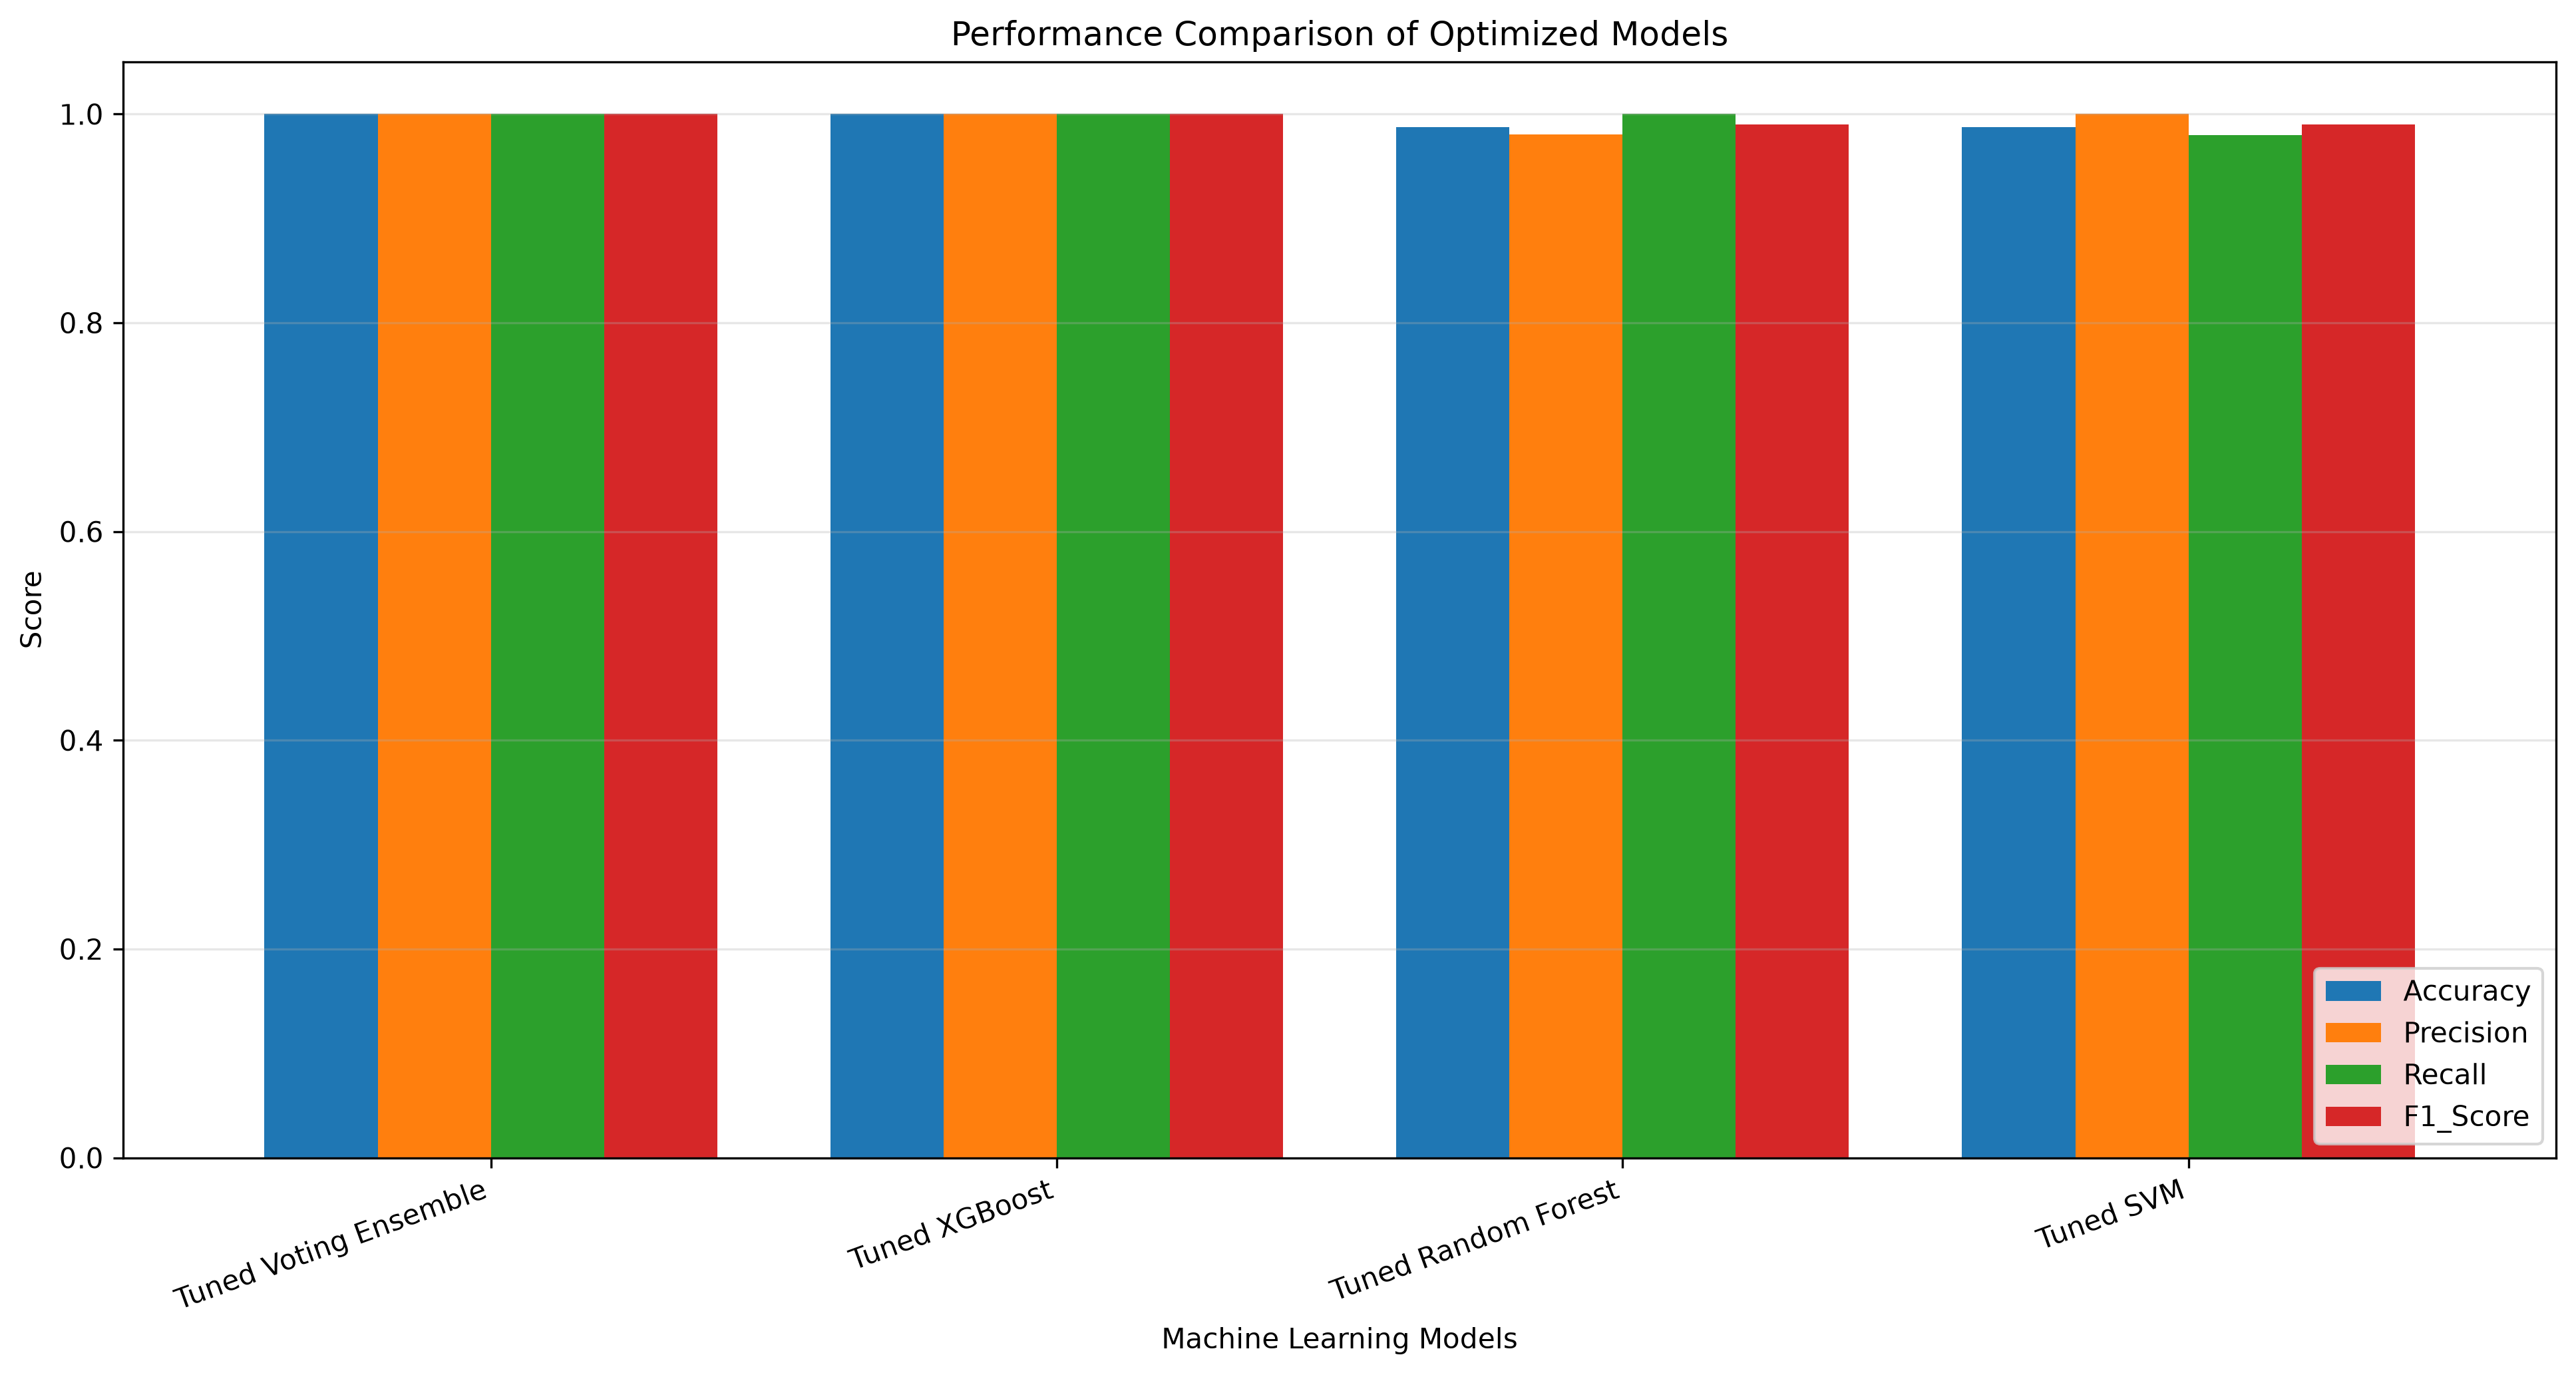 Performance Comparison of Optimized Models
1.0
0.8
0.6
0.4
0.2
0.0
Score
Accuracy
Precision
Recall
F1_Score
Tuned Voting Ensemble
Tuned XGBoost
Tuned Random Forest
Tuned SVM
Machine Learning Models